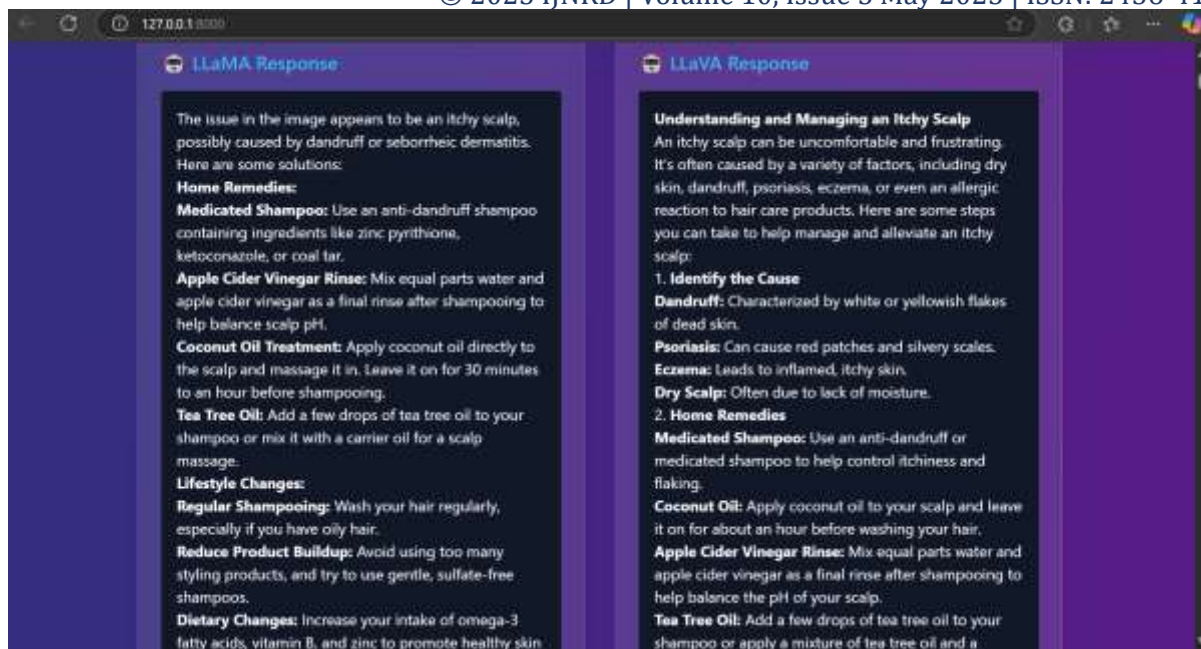 127.0.0.1:8000
LLaMA Response
The issue in the image appears to be an itchy scalp,
possibly caused by dandruff or seborrheic dermatitis.
Here are some solutions:
Home Remedies:
Medicated Shampoo: Use an anti-dandruff shampoo
containing ingredients like zinc pyrithione,
ketoconazole, or coal tar.
Apple Cider Vinegar Rinse: Mix equal parts water and
apple cider vinegar as a final rinse after shampooing to
help balance scalp pH.
Coconut Oil Treatment: Apply coconut oil directly to
the scalp and massage it in. Leave it on for 30 minutes
to an hour before shampooing.
Tea Tree Oil: Add a few drops of tea tree oil to your
shampoo or mix it with a carrier oil for a scalp
massage.
Lifestyle Changes:
Regular Shampooing: Wash your hair regularly,
especially if you have oily hair.
Reduce Product Buildup: Avoid using too many
styling products, and try to use gentle, sulfate-free
shampoos.
Dietary Changes: Increase your intake of omega-3
fatty acids, vitamin B, and zinc to promote healthy skin
LLaVA Response
Understanding and Managing an Itchy Scalp
An itchy scalp can be uncomfortable and frustrating.
It's often caused by a variety of factors, including dry
skin, dandruff, psoriasis, eczema, or even an allergic
reaction to hair care products. Here are some steps
you can take to help manage and alleviate an itchy
scalp:
1. Identify the Cause
Dandruff: Characterized by white or yellowish flakes
of dead skin.
Psoriasis: Can cause red patches and silvery scales.
Eczema: Leads to inflamed, itchy skin.
Dry Scalp: Often due to lack of moisture.
2. Home Remedies
Medicated Shampoo: Use an anti-dandruff or
medicated shampoo to help control itchiness and
flaking.
Coconut Oil: Apply coconut oil to your scalp and leave
it on for about an hour before washing your hair.
Apple Cider Vinegar Rinse: Mix equal parts water and
apple cider vinegar as a final rinse after shampooing to
help balance the pH of your scalp.
Tea Tree Oil: Add a few drops of tea tree oil to your
shampoo or apply a mixture of tea tree oil and a